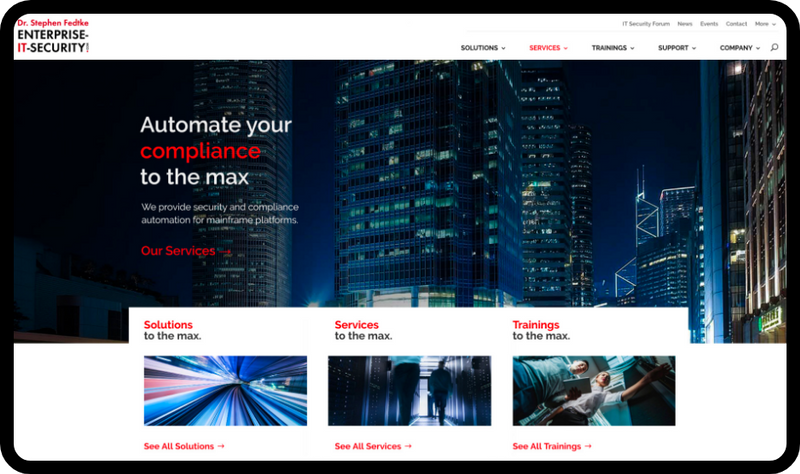 Dr. Stephen Fedtke
ENTERPRISE-
IT-SECURITY
IT Security Forum News Events Contact More
SOLUTIONS SERVICES TRAININGS SUPPORT COMPANY
Automate your
compliance
to the max
We provide security and compliance
automation for mainframe platforms.
Our Services →
Solutions
to the max.
Services
to the max.
Trainings
to the max.
See All Solutions →
See All Services →
See All Trainings →